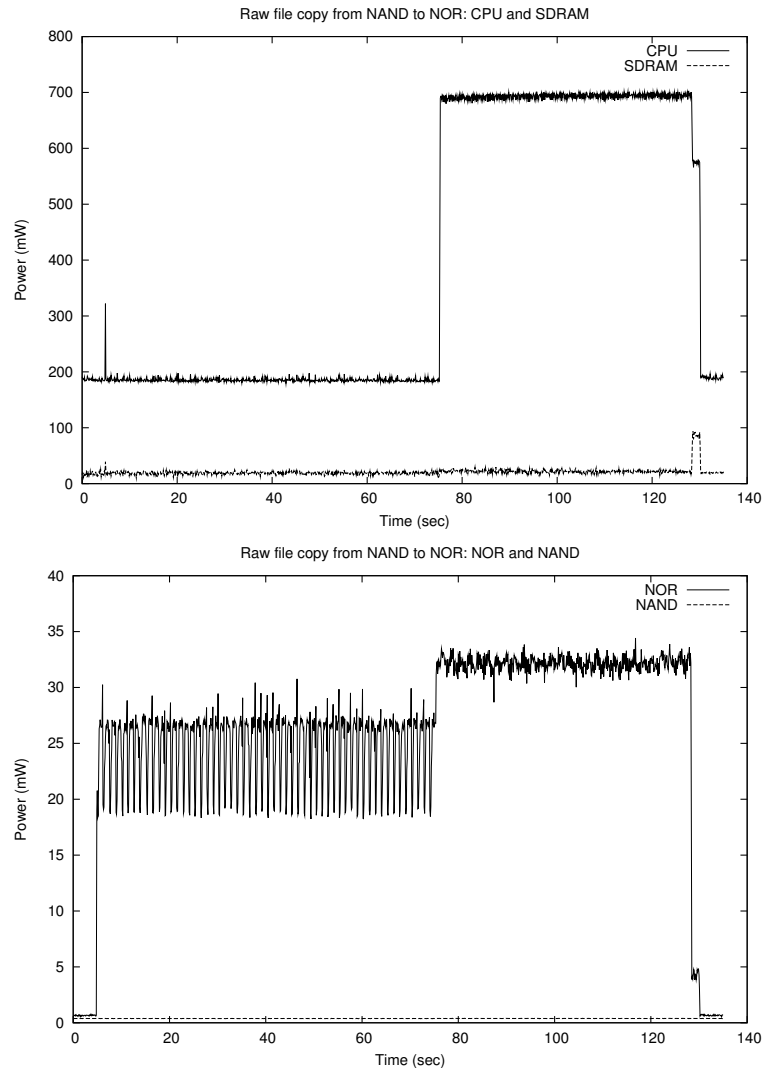 Raw file copy from NAND to NOR: CPU and SDRAM
800
700
600
500
400
300
200
100
0
Power (mW)
CPU
SDRAM
0 20 40 60 80 100 120 140
Time (sec)
Raw file copy from NAND to NOR: NOR and NAND
40
35
30
25
20
15
10
5
0
Power (mW)
NOR
NAND
0 20 40 60 80 100 120 140
Time (sec)